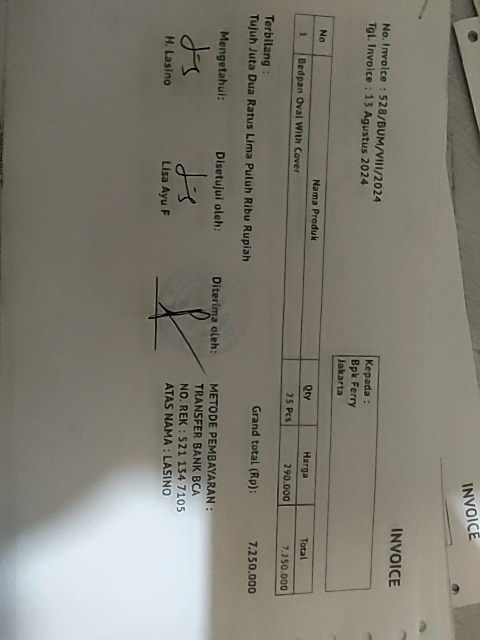 INVOICE
No. Invoice : 528/BUM/VIII/2024
Tgl. Invoice : 13 Agustus 2024
Kepada :
Bpk Ferry
Jakarta
No Nama Produk Qty Harga Total
1 Bedpan Oval With Cover 25 Pcs 290.000 7.250.000
Grand total (Rp): 7.250.000
Terbilang :
Tujuh Juta Dua Ratus Lima Puluh Ribu Rupiah
Mengetahui: Disetujui oleh: Diterima oleh:
H. Lasino Lisa Ayu F
METODE PEMBAYARAN :
TRANSFER BANK BCA
NO. REK : 521 134 7105
ATAS NAMA : LASINO
INVOICE